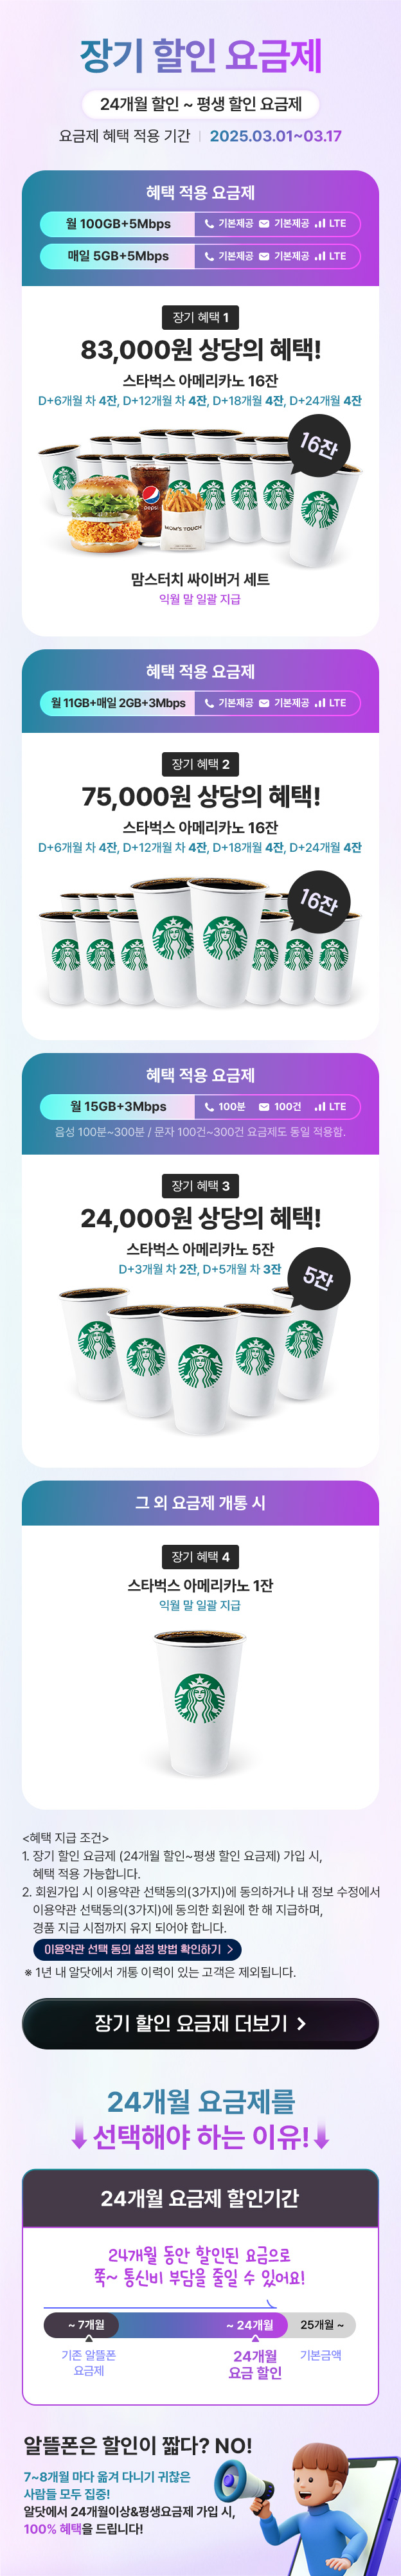 장기 할인 요금제
24개월 할인 ~ 평생 할인 요금제
요금제 혜택 적용 기간 | 2025.03.01~03.17
혜택 적용 요금제
월 100GB+5Mbps 기본제공 기본제공 LTE
매일 5GB+5Mbps 기본제공 기본제공 LTE
장기 혜택 1
83,000원 상당의 혜택!
스타벅스 아메리카노 16잔
D+6개월 차 4잔, D+12개월 차 4잔, D+18개월 4잔, D+24개월 4잔
16잔
pepsi
MOM'S TOUCH
맘스터치 싸이버거 세트
익월 말 일괄 지급
혜택 적용 요금제
월 11GB+매일 2GB+3Mbps 기본제공 기본제공 LTE
장기 혜택 2
75,000원 상당의 혜택!
스타벅스 아메리카노 16잔
D+6개월 차 4잔, D+12개월 차 4잔, D+18개월 4잔, D+24개월 4잔
16잔
혜택 적용 요금제
월 15GB+3Mbps 100분 100건 LTE
음성 100분~300분 / 문자 100건~300건 요금제도 동일 적용함.
장기 혜택 3
24,000원 상당의 혜택!
스타벅스 아메리카노 5잔
D+3개월 차 2잔, D+5개월 차 3잔
5잔
그 외 요금제 개통 시
장기 혜택 4
스타벅스 아메리카노 1잔
익월 말 일괄 지급
<혜택 지급 조건>
1. 장기 할인 요금제 (24개월 할인~평생 할인 요금제) 가입 시,
혜택 적용 가능합니다.
2. 회원가입 시 이용약관 선택동의(3가지)에 동의하거나 내 정보 수정에서
이용약관 선택동의(3가지)에 동의한 회원에 한 해 지급하며,
경품 지급 시점까지 유지 되어야 합니다.
이용약관 선택 동의 설정 방법 확인하기 >
※ 1년 내 알닷에서 개통 이력이 있는 고객은 제외됩니다.
장기 할인 요금제 더보기 >
24개월 요금제를
↓선택해야 하는 이유!↓
24개월 요금제 할인기간
24개월 동안 할인된 요금으로
쭉~ 통신비 부담을 줄일 수 있어요!
~ 7개월 ~ 24개월 25개월 ~
기존 알뜰폰 24개월 기본금액
요금제 요금 할인
알뜰폰은 할인이 짧다? NO!
7~8개월 마다 옮겨 다니기 귀찮은
사람들 모두 집중!
알닷에서 24개월이상&평생요금제 가입 시,
100% 혜택을 드립니다!